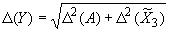 Δ(Y) = √(Δ²(A) + Δ²(X̃₃))